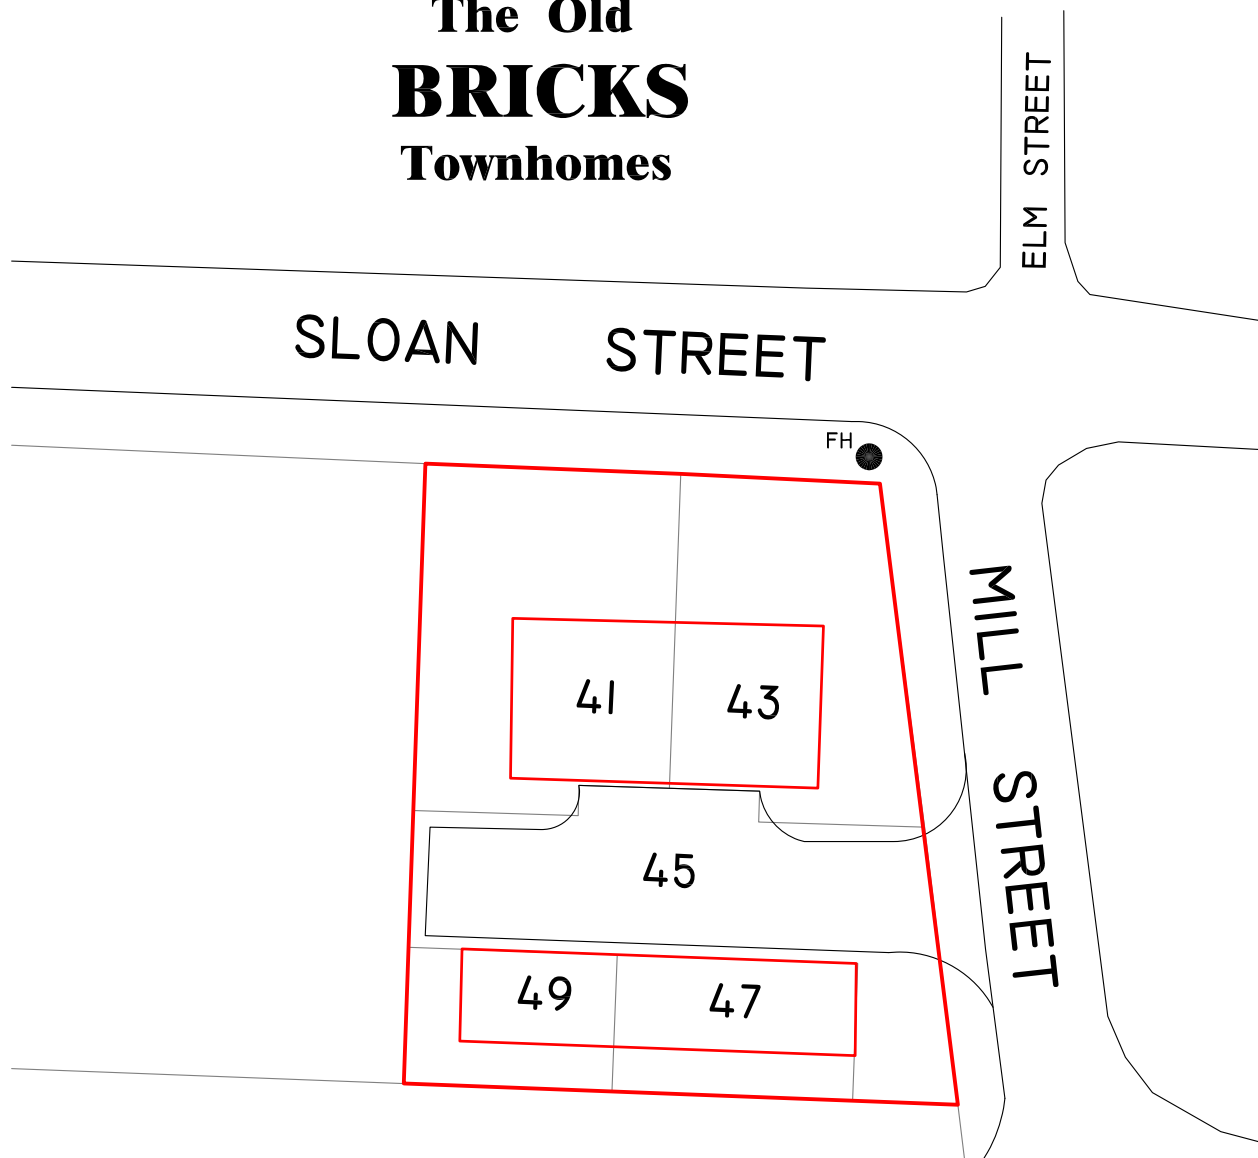 The Old
BRICKS
Townhomes
ELM STREET
SLOAN STREET
FH
MILL STREET
41
43
45
49
47